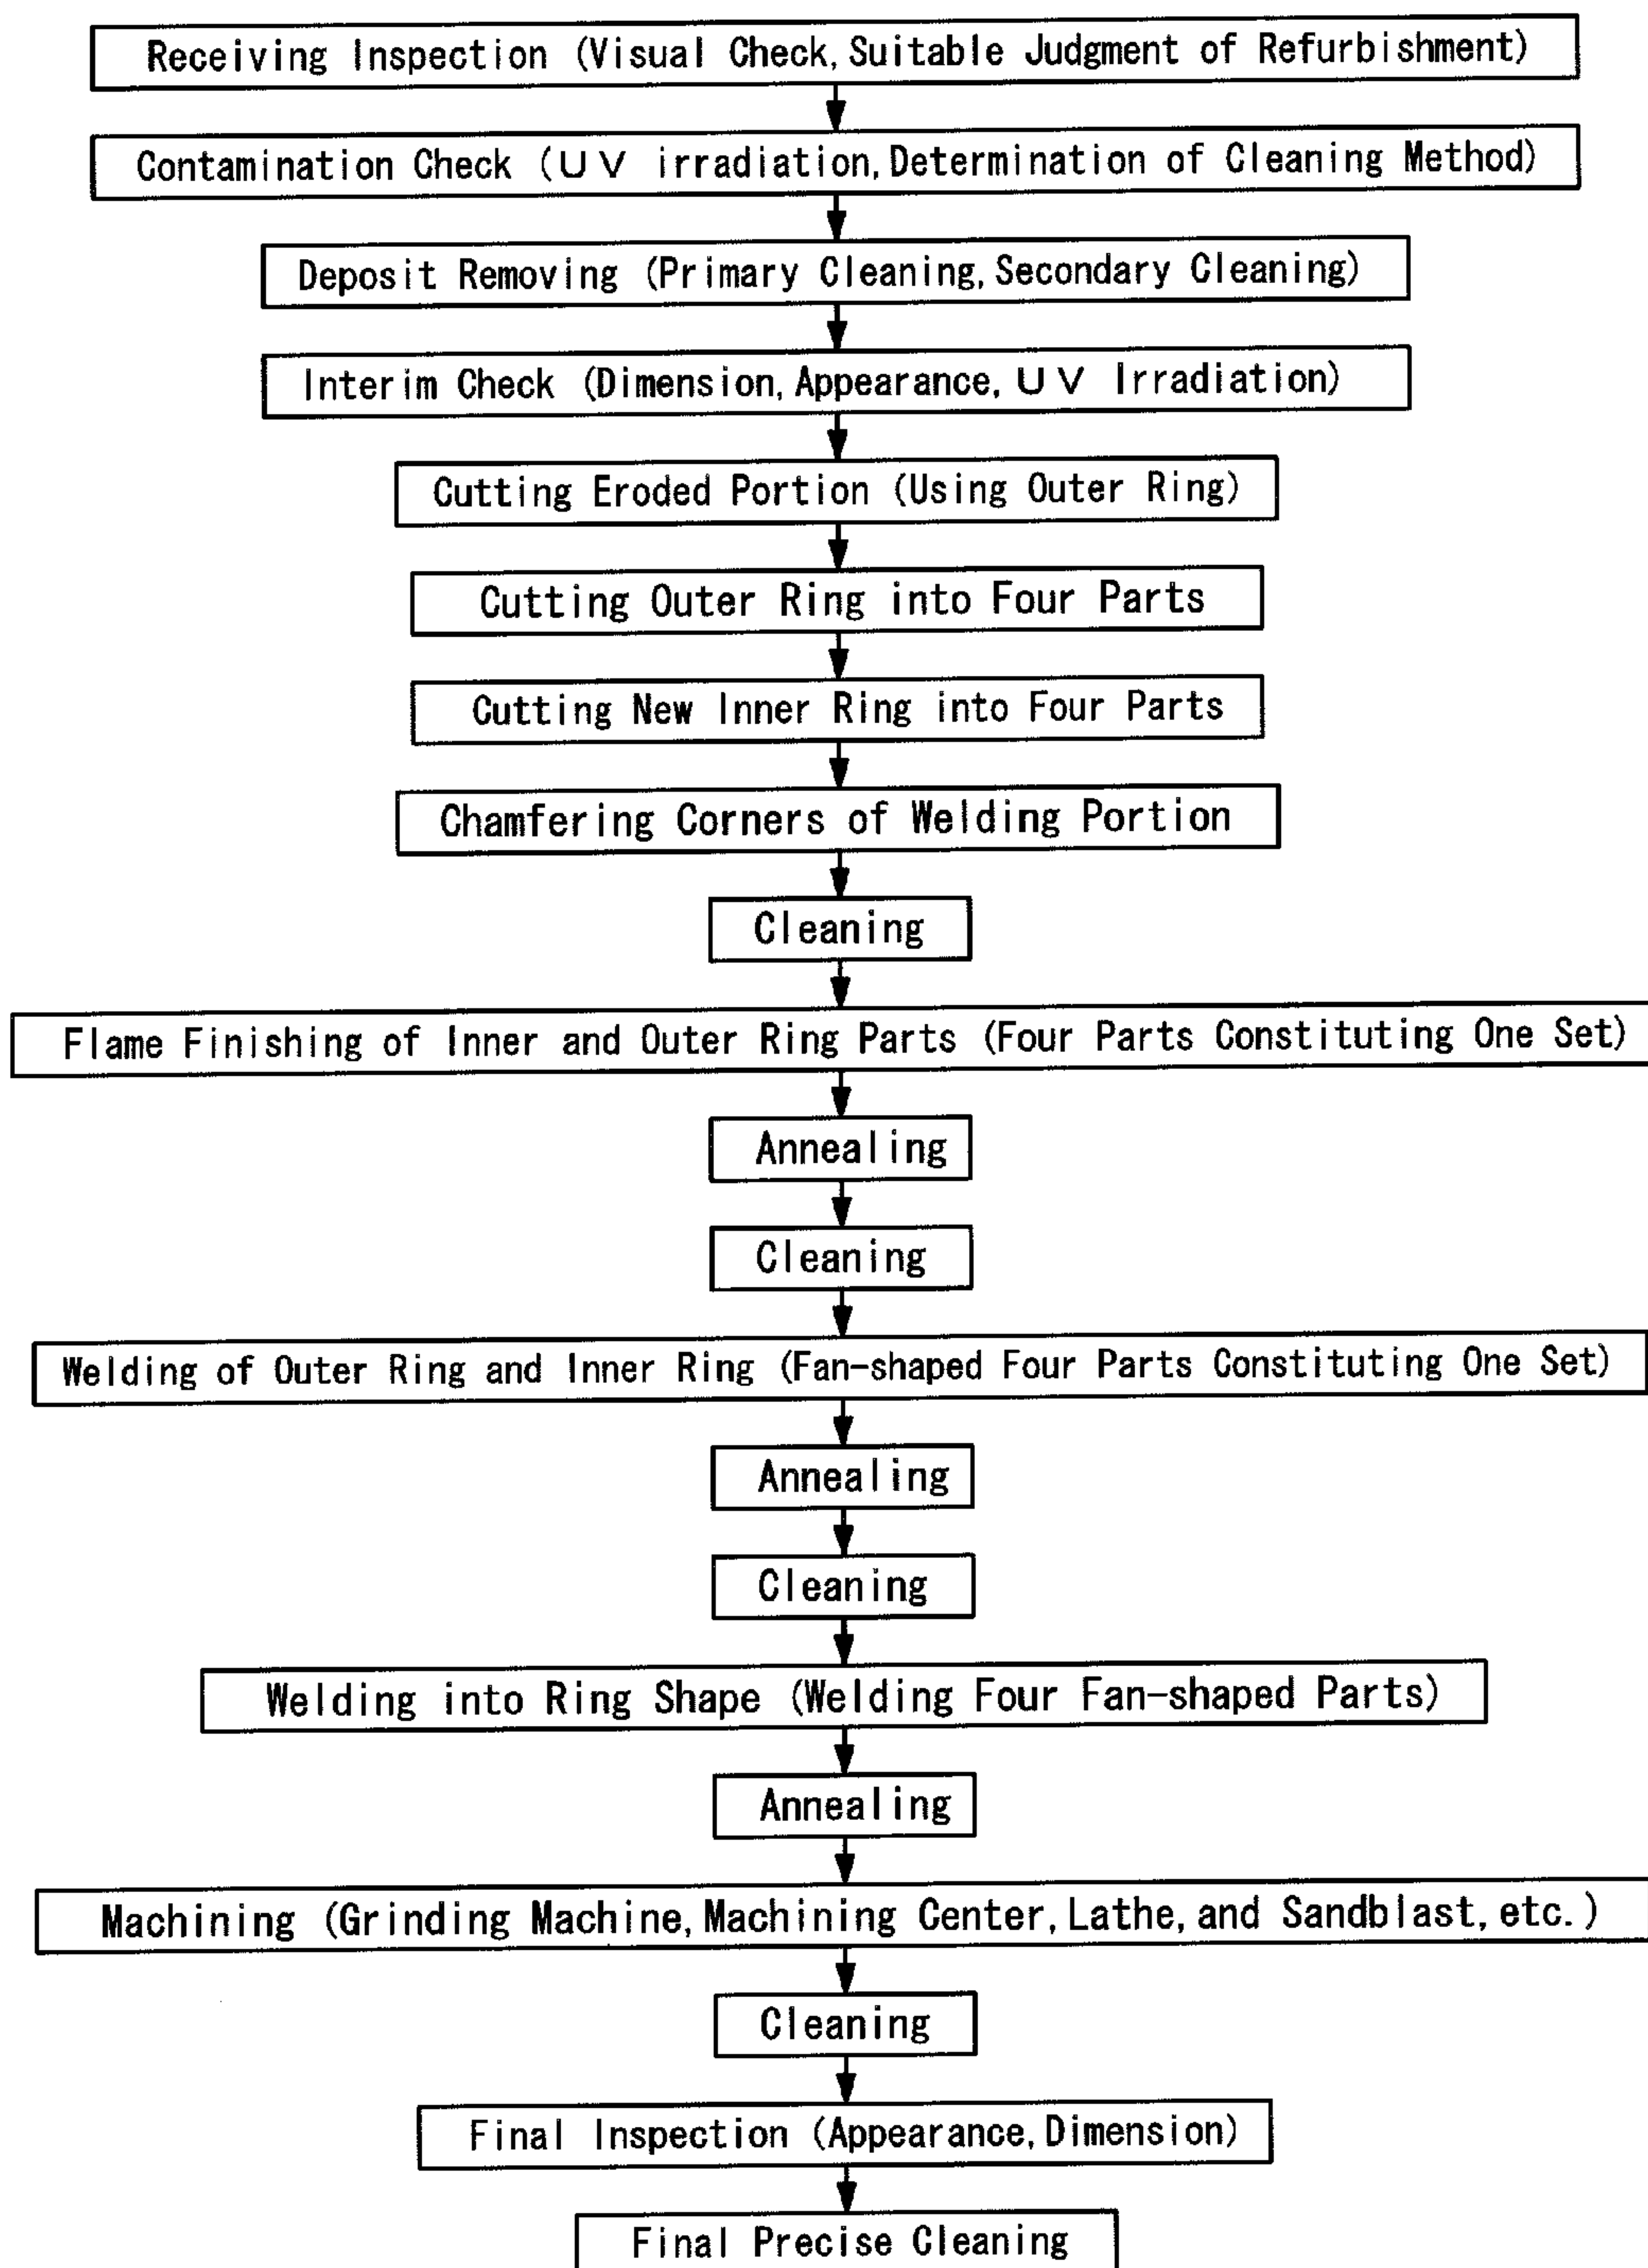 Receiving Inspection (Visual Check, Suitable Judgment of Refurbishment)
Contamination Check (UV irradiation, Determination of Cleaning Method)
Deposit Removing (Primary Cleaning, Secondary Cleaning)
Interim Check (Dimension, Appearance, UV Irradiation)
Cutting Eroded Portion (Using Outer Ring)
Cutting Outer Ring into Four Parts
Cutting New Inner Ring into Four Parts
Chamfering Corners of Welding Portion
Cleaning
Flame Finishing of Inner and Outer Ring Parts (Four Parts Constituting One Set)
Annealing
Cleaning
Welding of Outer Ring and Inner Ring (Fan-shaped Four Parts Constituting One Set)
Annealing
Cleaning
Welding into Ring Shape (Welding Four Fan-shaped Parts)
Annealing
Machining (Grinding Machine, Machining Center, Lathe, and Sandblast, etc.)
Cleaning
Final Inspection (Appearance, Dimension)
Final Precise Cleaning